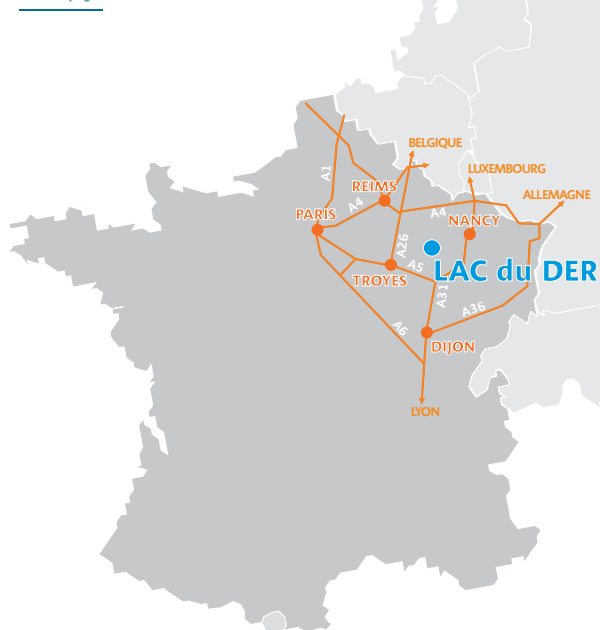 BELGIQUE
LUXEMBOURG
ALLEMAGNE
A1
REIMS
A4
PARIS
A4
NANCY
A26
LAC du DER
A5
TROYES
A31
A36
A6
DIJON
LYON